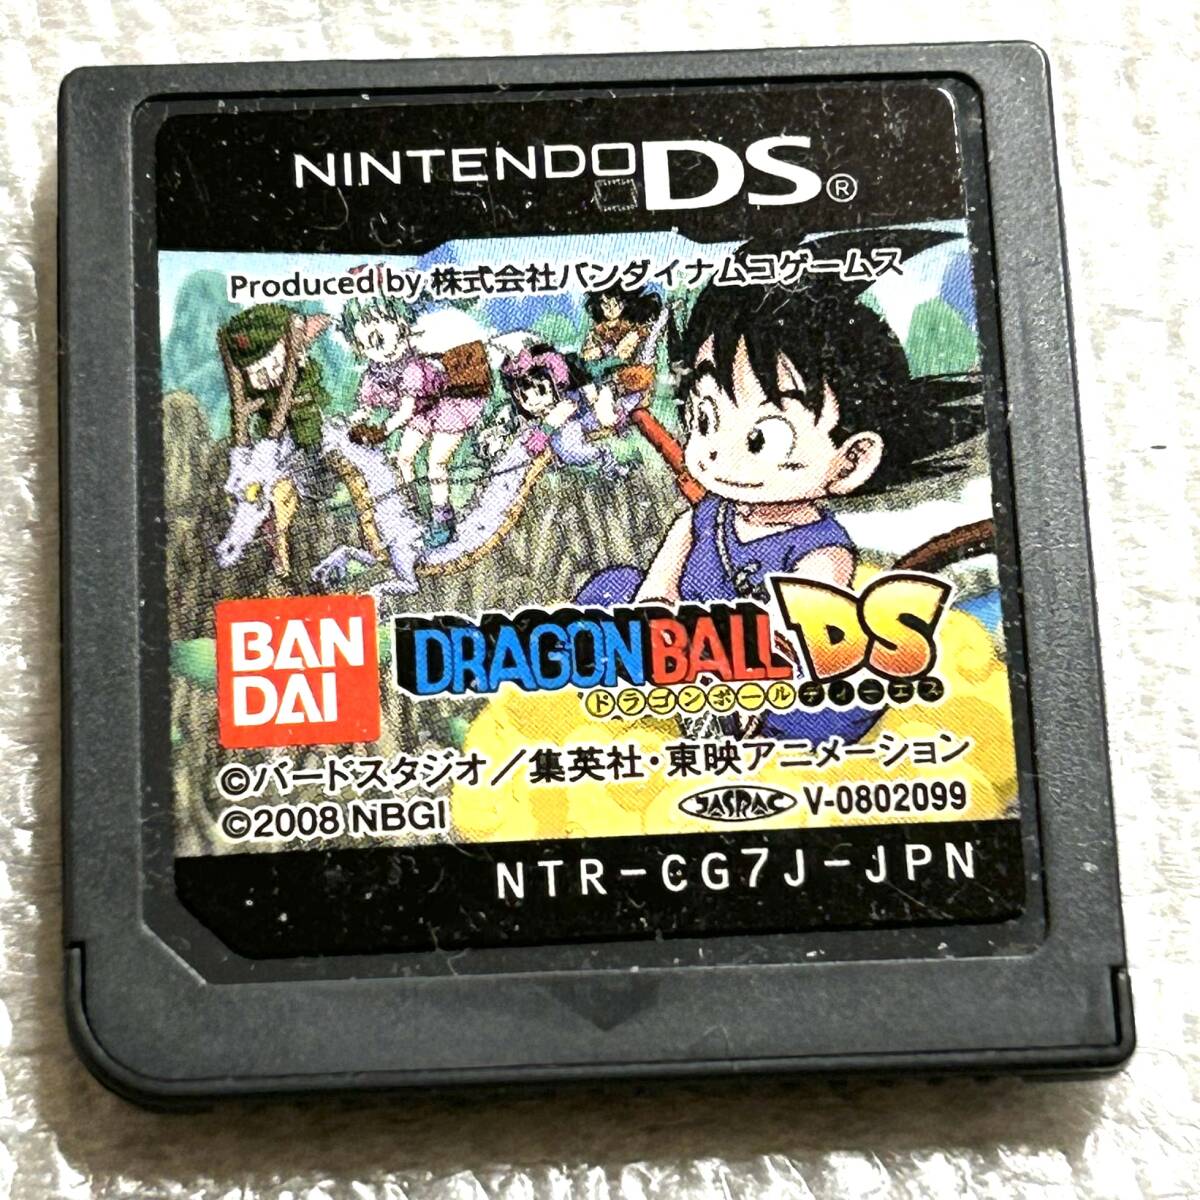 NINTENDO DS®
Produced by 株式会社バンダイナムコゲームス
BAN
DAI
DRAGON BALL DS
ドラゴンボールディーエス
©バードスタジオ/集英社・東映アニメーション
©2008 NBGI
JASRAC V-0802099
NTR-CG7J-JPN